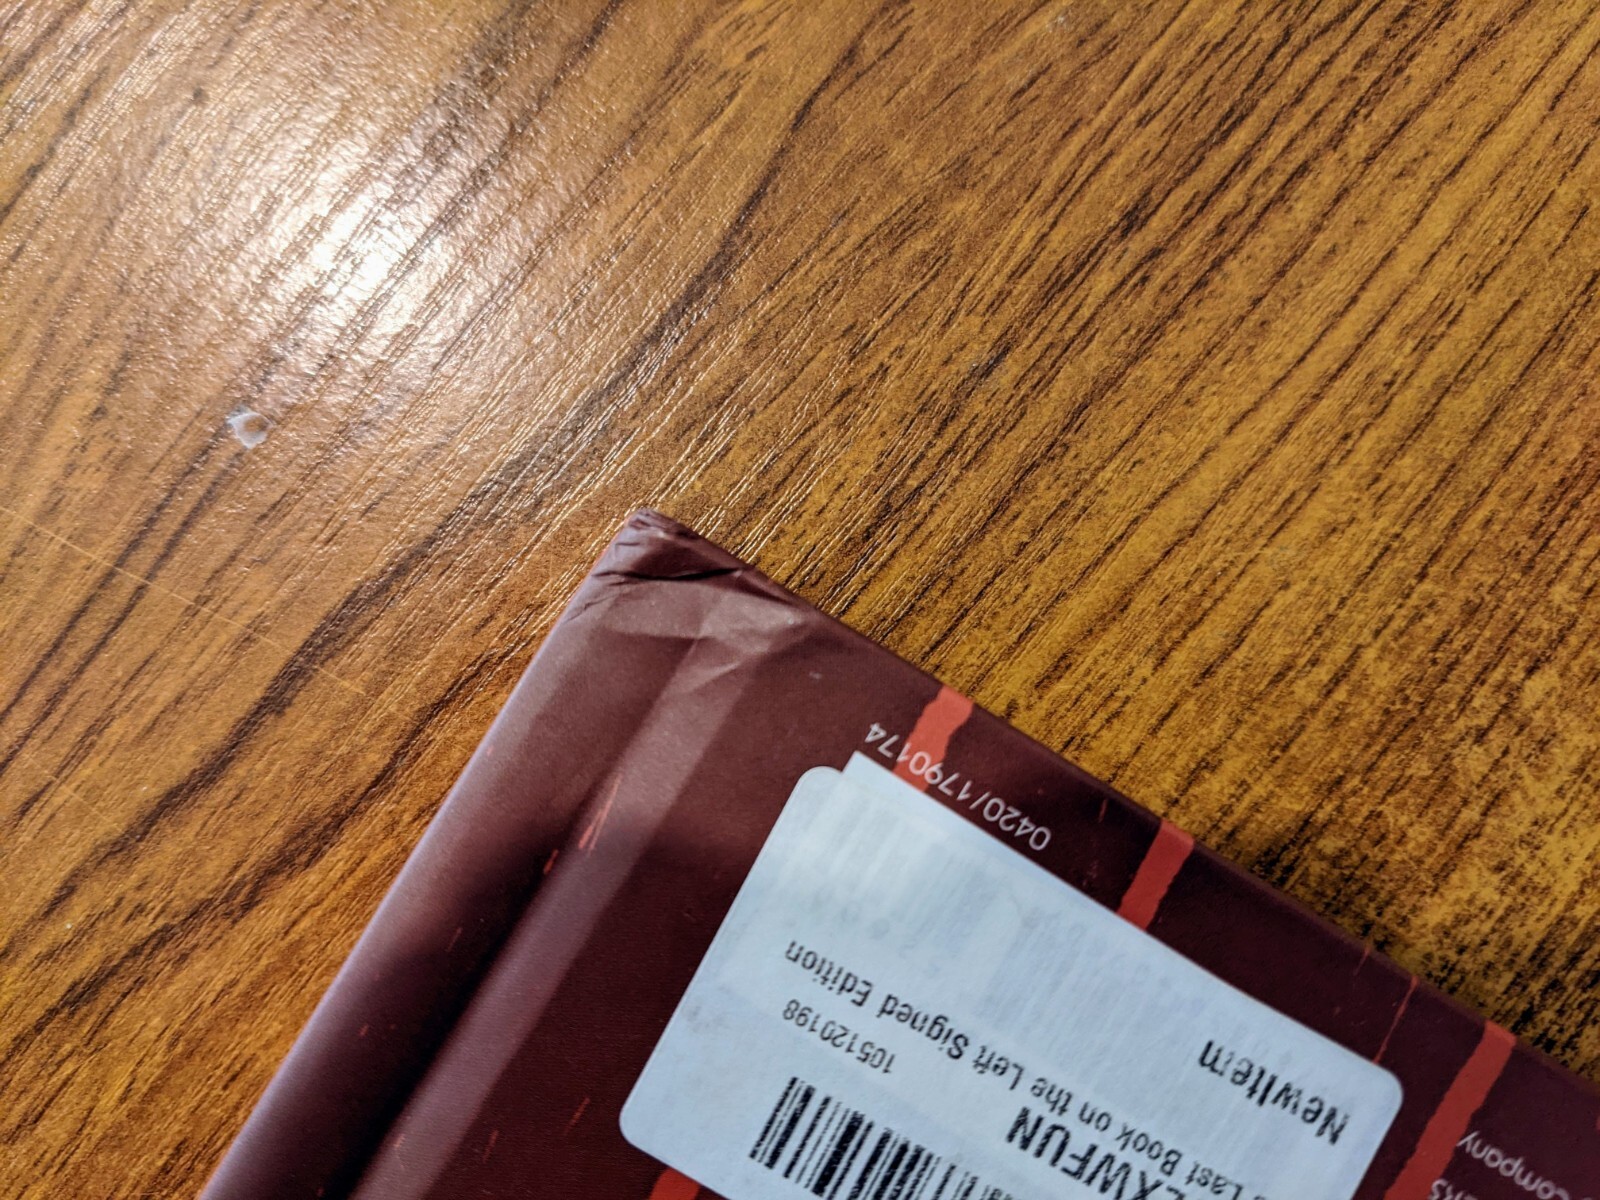 0420/1790174
NewItem
Last Book on the Left Signed Edition
XWFUN
105120198
company